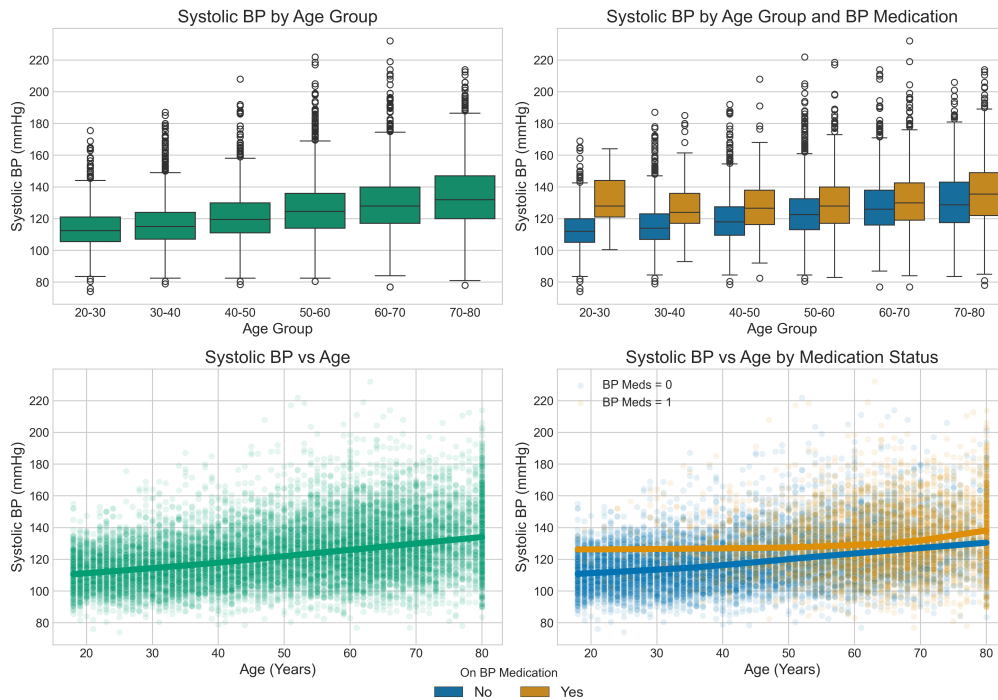 Systolic BP by Age Group
Systolic BP (mmHg)
220
200
180
160
140
120
100
80
20-30 30-40 40-50 50-60 60-70 70-80
Age Group
Systolic BP by Age Group and BP Medication
Systolic BP (mmHg)
220
200
180
160
140
120
100
80
20-30 30-40 40-50 50-60 60-70 70-80
Age Group
Systolic BP vs Age
Systolic BP (mmHg)
220
200
180
160
140
120
100
80
20 30 40 50 60 70 80
Age (Years)
Systolic BP vs Age by Medication Status
BP Meds = 0
BP Meds = 1
Systolic BP (mmHg)
220
200
180
160
140
120
100
80
20 30 40 50 60 70 80
Age (Years)
On BP Medication
No Yes